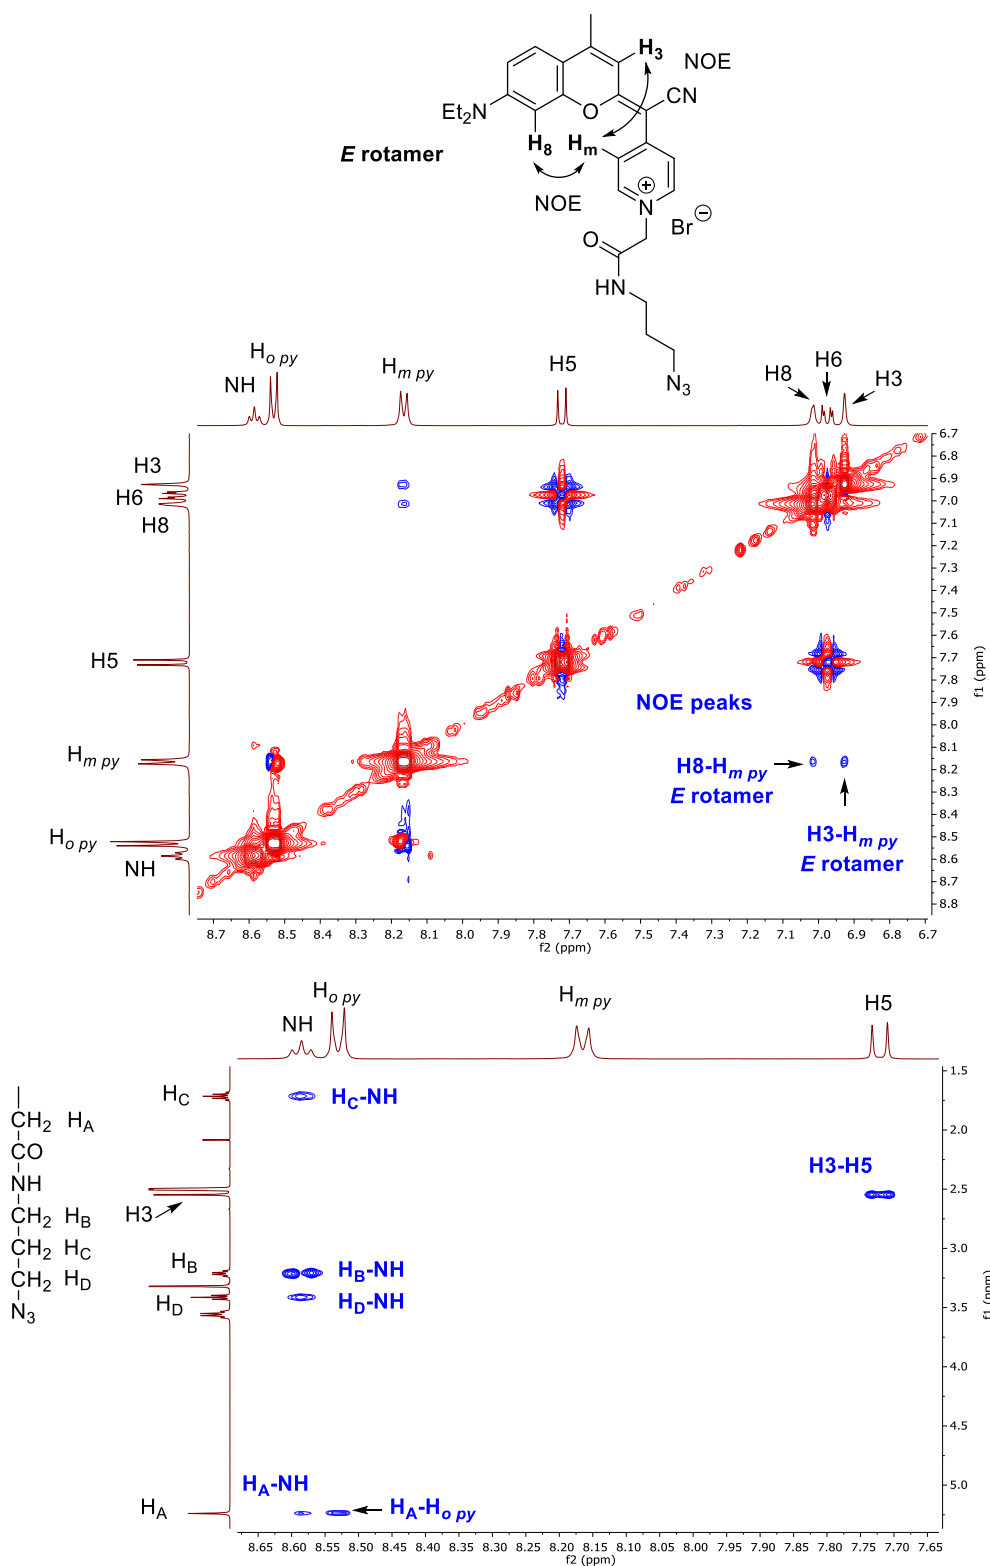 H3
NOE
CN
O
Et2N
H8 Hm
E rotamer
NOE
+
N
Br−
O
HN
N3
Ho py
NH
Hm py
H5
H8
H6
H3
H3
H6
H8
H5
Hm py
Ho py
NH
6.7
6.8
6.9
7.0
7.1
7.2
7.3
7.4
7.5
7.6
7.7
7.8
7.9
8.0
8.1
8.2
8.3
8.4
8.5
8.6
8.7
8.8
f1 (ppm)
NOE peaks
H8-Hm py
E rotamer
H3-Hm py
E rotamer
8.7 8.6 8.5 8.4 8.3 8.2 8.1 8.0 7.9 7.8 7.7 7.6 7.5 7.4 7.3 7.2 7.1 7.0 6.9 6.8 6.7
f2 (ppm)
Ho py
NH
Hm py
H5
CH2 HA
CO
NH
CH2 HB
CH2 HC
CH2 HD
N3
HC
H3
HB
HD
HA
HC-NH
H3-H5
HB-NH
HD-NH
HA-NH
HA-Ho py
1.5
2.0
2.5
3.0
3.5
4.0
4.5
5.0
f1 (ppm)
8.65 8.60 8.55 8.50 8.45 8.40 8.35 8.30 8.25 8.20 8.15 8.10 8.05 8.00 7.95 7.90 7.85 7.80 7.75 7.70 7.65
f2 (ppm)